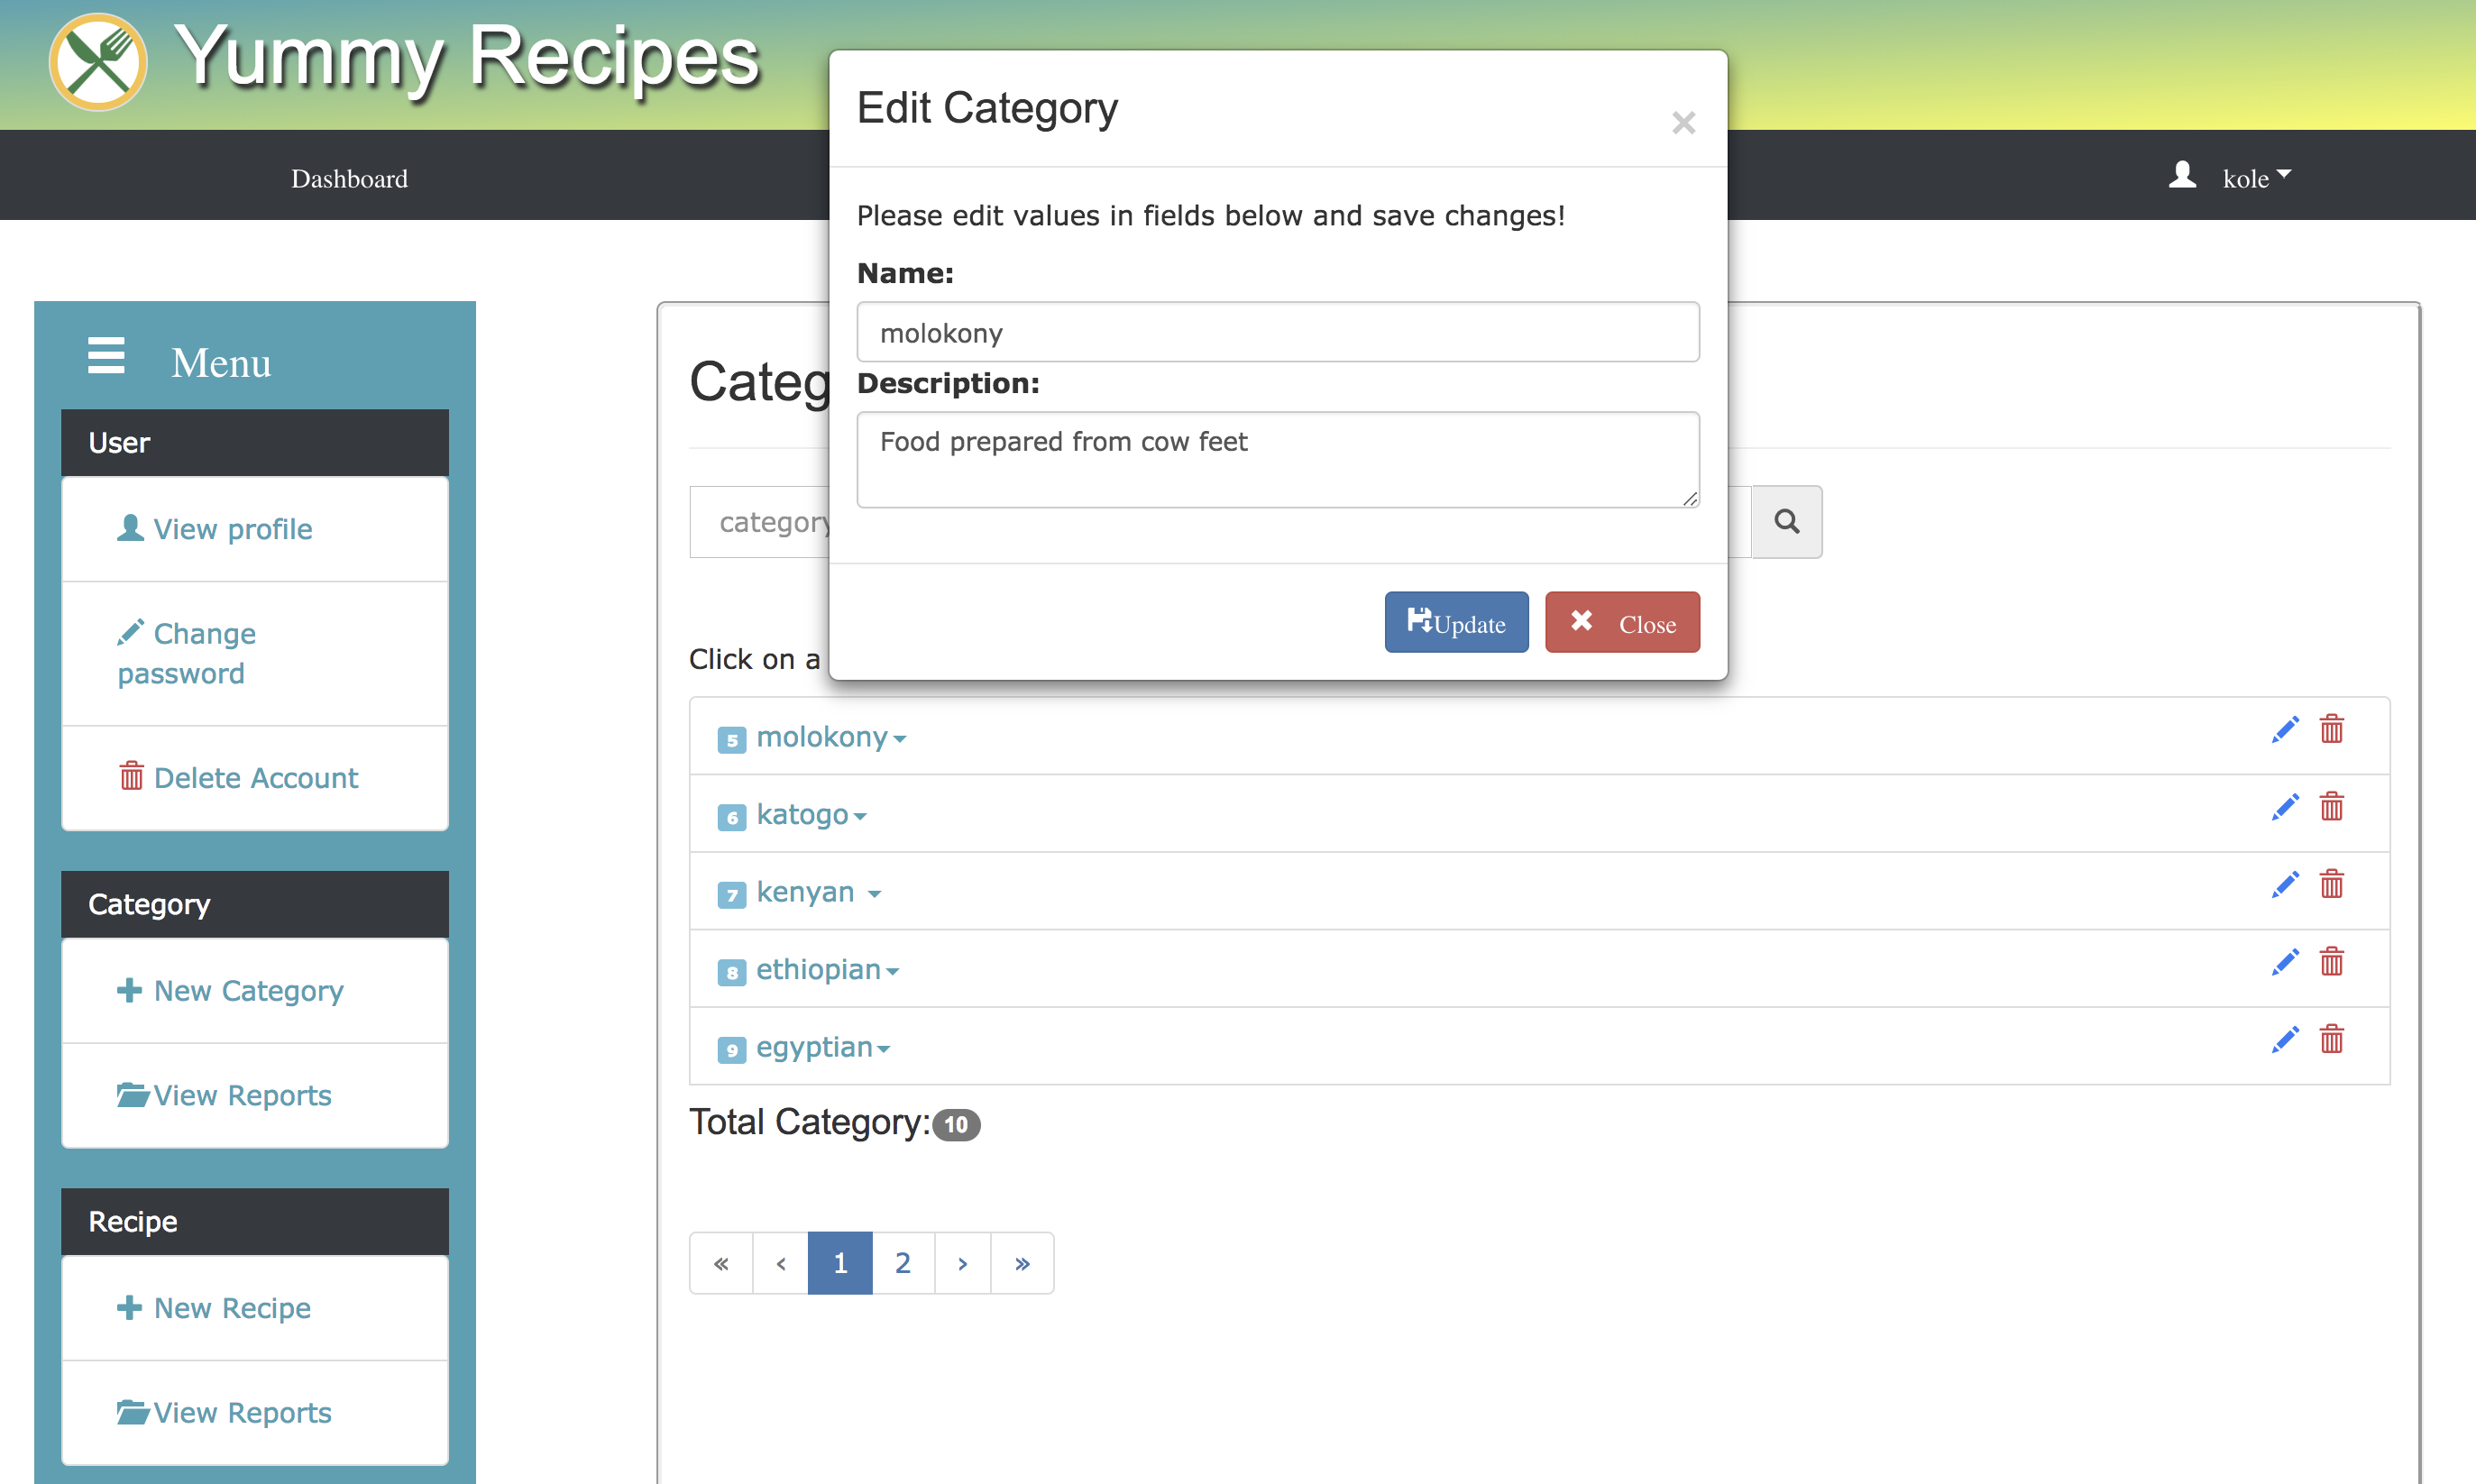 Yummy Recipes
Dashboard
kole
Edit Category
×
Please edit values in fields below and save changes!
Name:
molokony
Description:
Food prepared from cow feet
Update
Close
Menu
User
View profile
Change
password
Delete Account
Category
New Category
View Reports
Recipe
New Recipe
View Reports
Click on a
5 molokony
6 katogo
7 kenyan
8 ethiopian
9 egyptian
Total Category: 10
« ‹ 1 2 › »